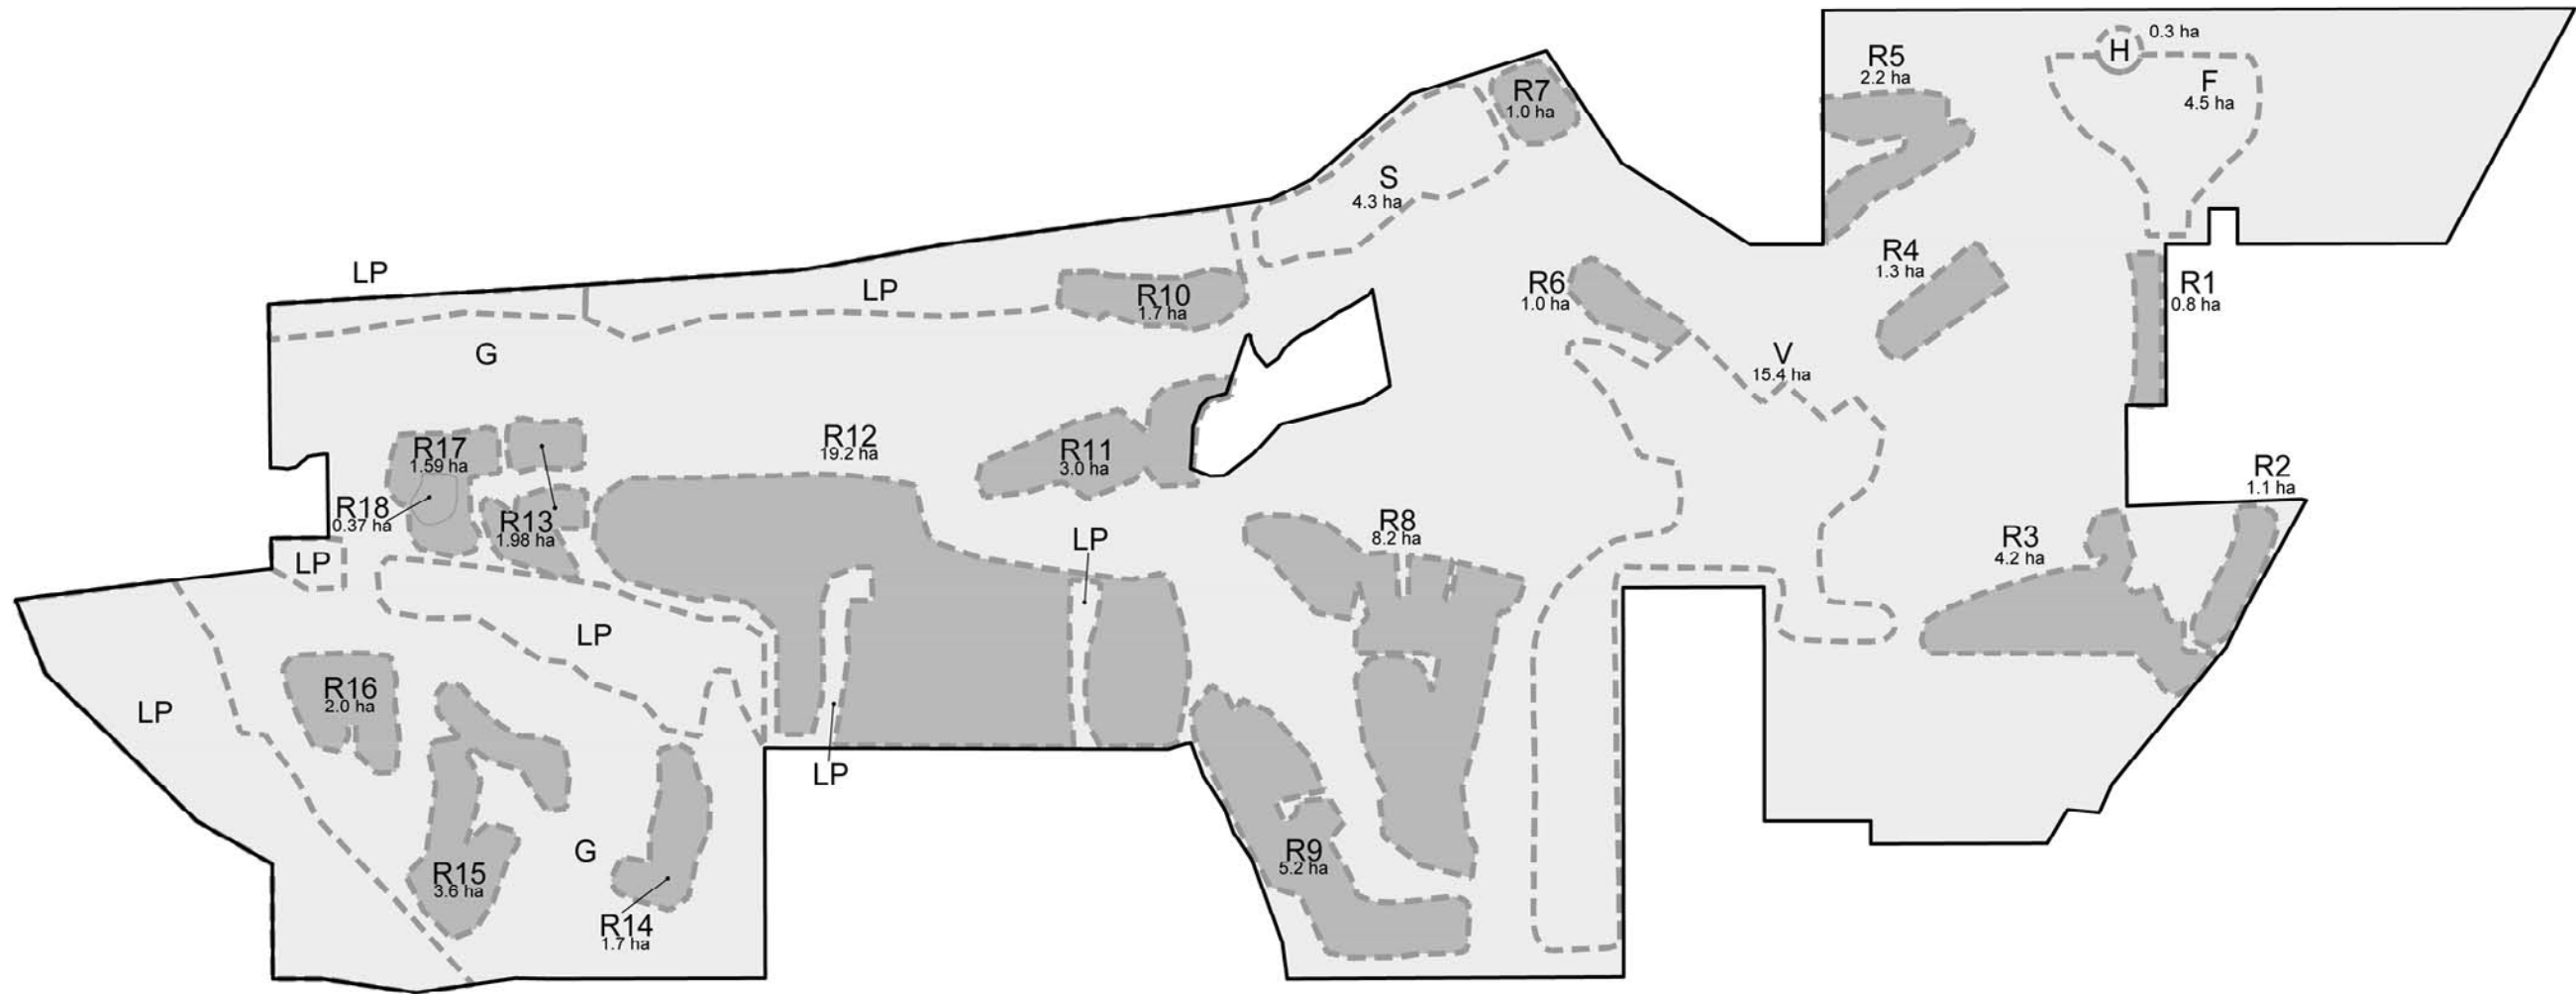 0.3 ha
H
R5
2.2 ha
F
4.5 ha
R7
1.0 ha
S
4.3 ha
R4
1.3 ha
LP
LP
R10
1.7 ha
R6
1.0 ha
R1
0.8 ha
G
V
15.4 ha
R17
1.59 ha
R12
19.2 ha
R11
3.0 ha
R2
1.1 ha
R18
0.37 ha
R13
1.98 ha
R8
8.2 ha
LP
R3
4.2 ha
LP
LP
R16
2.0 ha
LP
LP
R15
3.6 ha
G
R9
5.2 ha
R14
1.7 ha